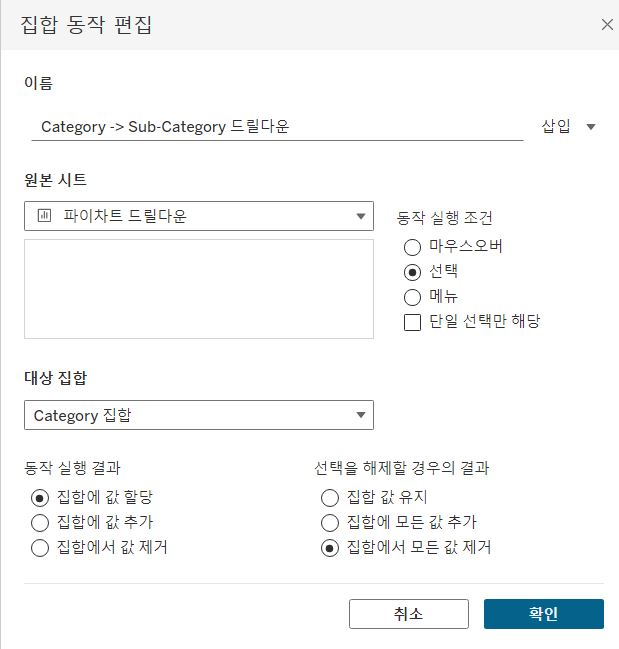 집합 동작 편집
이름
Category -> Sub-Category 드릴다운
삽입
원본 시트
파이차트 드릴다운
동작 실행 조건
마우스오버
선택
메뉴
단일 선택만 해당
대상 집합
Category 집합
동작 실행 결과
집합에 값 할당
집합에 값 추가
집합에서 값 제거
선택을 해제할 경우의 결과
집합 값 유지
집합에 모든 값 추가
집합에서 모든 값 제거
취소
확인